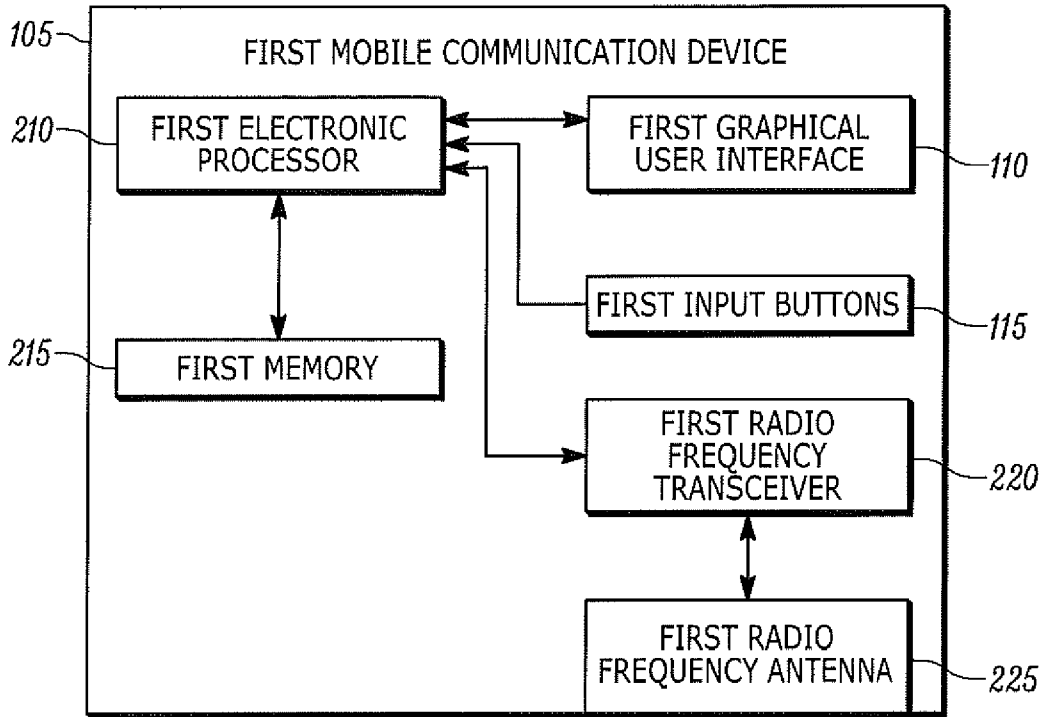 105
FIRST MOBILE COMMUNICATION DEVICE
210
FIRST ELECTRONIC
PROCESSOR
FIRST GRAPHICAL
USER INTERFACE
110
FIRST INPUT BUTTONS
115
215
FIRST MEMORY
FIRST RADIO
FREQUENCY
TRANSCEIVER
220
FIRST RADIO
FREQUENCY ANTENNA
225